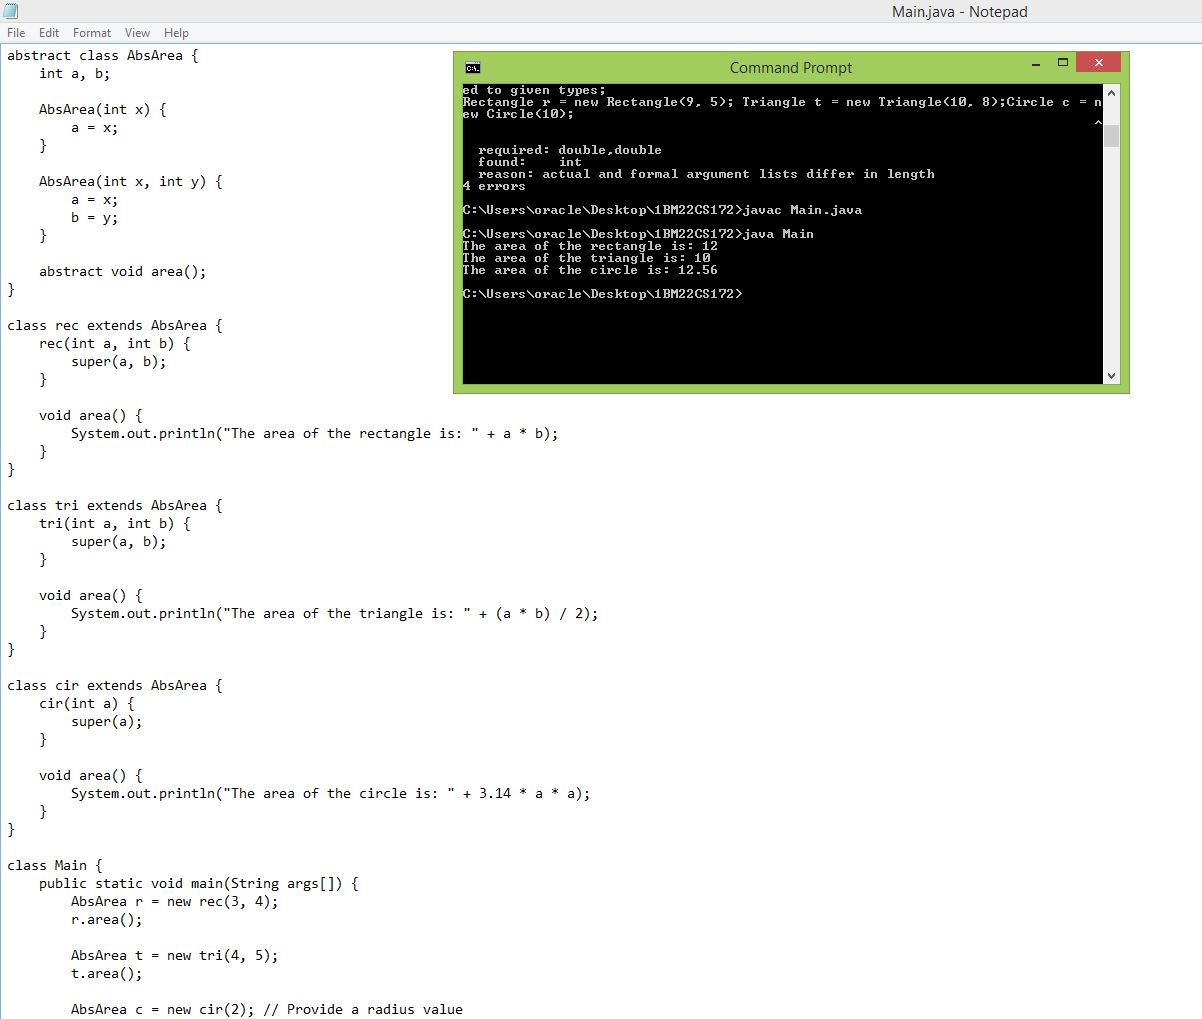 Main.java - Notepad
File Edit Format View Help
abstract class AbsArea {
    int a, b;

    AbsArea(int x) {
        a = x;
    }

    AbsArea(int x, int y) {
        a = x;
        b = y;
    }

    abstract void area();
}

class rec extends AbsArea {
    rec(int a, int b) {
        super(a, b);
    }

    void area() {
        System.out.println("The area of the rectangle is: " + a * b);
    }
}

class tri extends AbsArea {
    tri(int a, int b) {
        super(a, b);
    }

    void area() {
        System.out.println("The area of the triangle is: " + (a * b) / 2);
    }
}

class cir extends AbsArea {
    cir(int a) {
        super(a);
    }

    void area() {
        System.out.println("The area of the circle is: " + 3.14 * a * a);
    }
}

class Main {
    public static void main(String args[]) {
        AbsArea r = new rec(3, 4);
        r.area();

        AbsArea t = new tri(4, 5);
        t.area();

        AbsArea c = new cir(2); // Provide a radius value
C:\.
Command Prompt
ed to given types;
Rectangle r = new Rectangle(9, 5); Triangle t = new Triangle(10, 8);Circle c = n
ew Circle(10);
^
  required: double,double
  found:    int
  reason: actual and formal argument lists differ in length
4 errors

C:\Users\oracle\Desktop\1BM22CS172>javac Main.java

C:\Users\oracle\Desktop\1BM22CS172>java Main
The area of the rectangle is: 12
The area of the triangle is: 10
The area of the circle is: 12.56

C:\Users\oracle\Desktop\1BM22CS172>